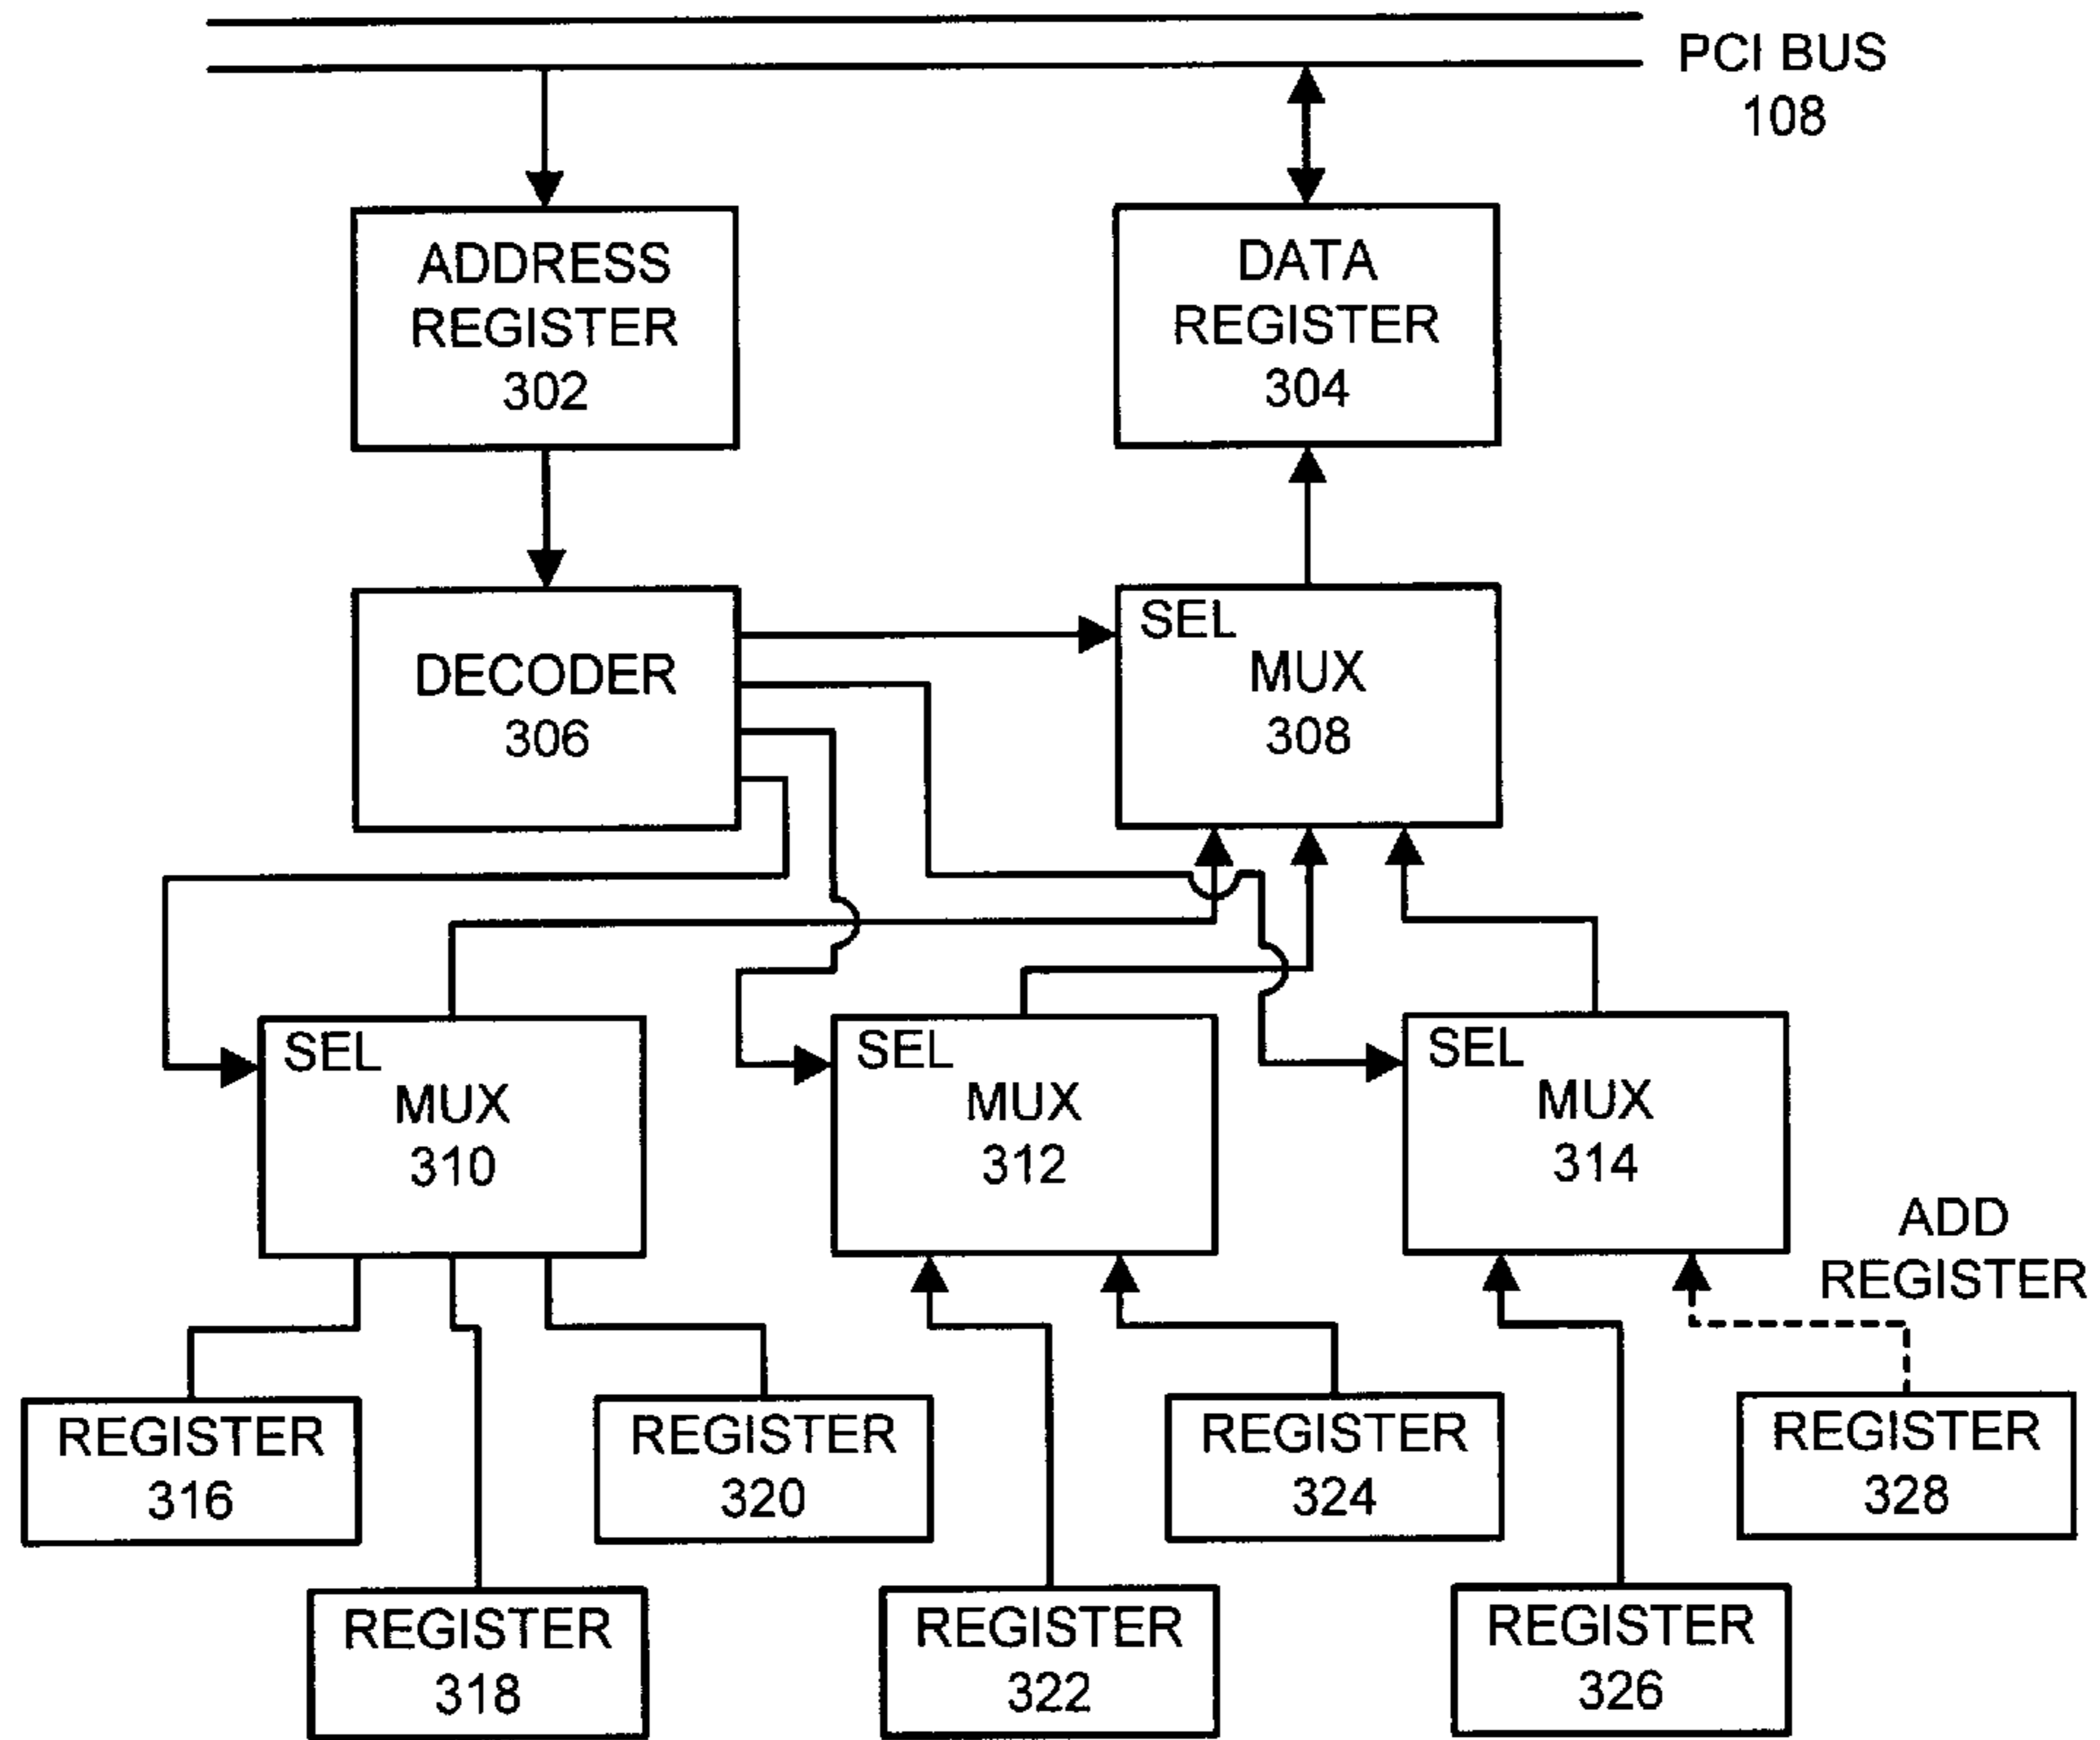 PCI BUS
108
ADDRESS
REGISTER
302
DATA
REGISTER
304
DECODER
306
SEL
MUX
308
SEL
MUX
310
SEL
MUX
312
SEL
MUX
314
ADD
REGISTER
REGISTER
316
REGISTER
318
REGISTER
320
REGISTER
322
REGISTER
324
REGISTER
326
REGISTER
328